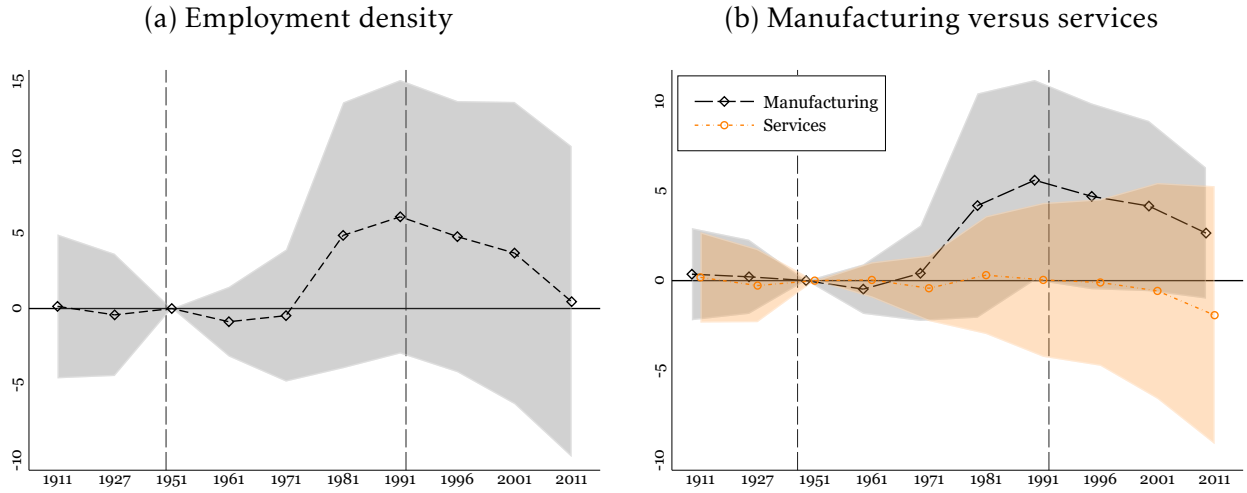 (a) Employment density
15
10
5
0
-5
-10
1911 1927 1951 1961 1971 1981 1991 1996 2001 2011
(b) Manufacturing versus services
Manufacturing
Services
10
5
0
-5
-10
1911 1927 1951 1961 1971 1981 1991 1996 2001 2011